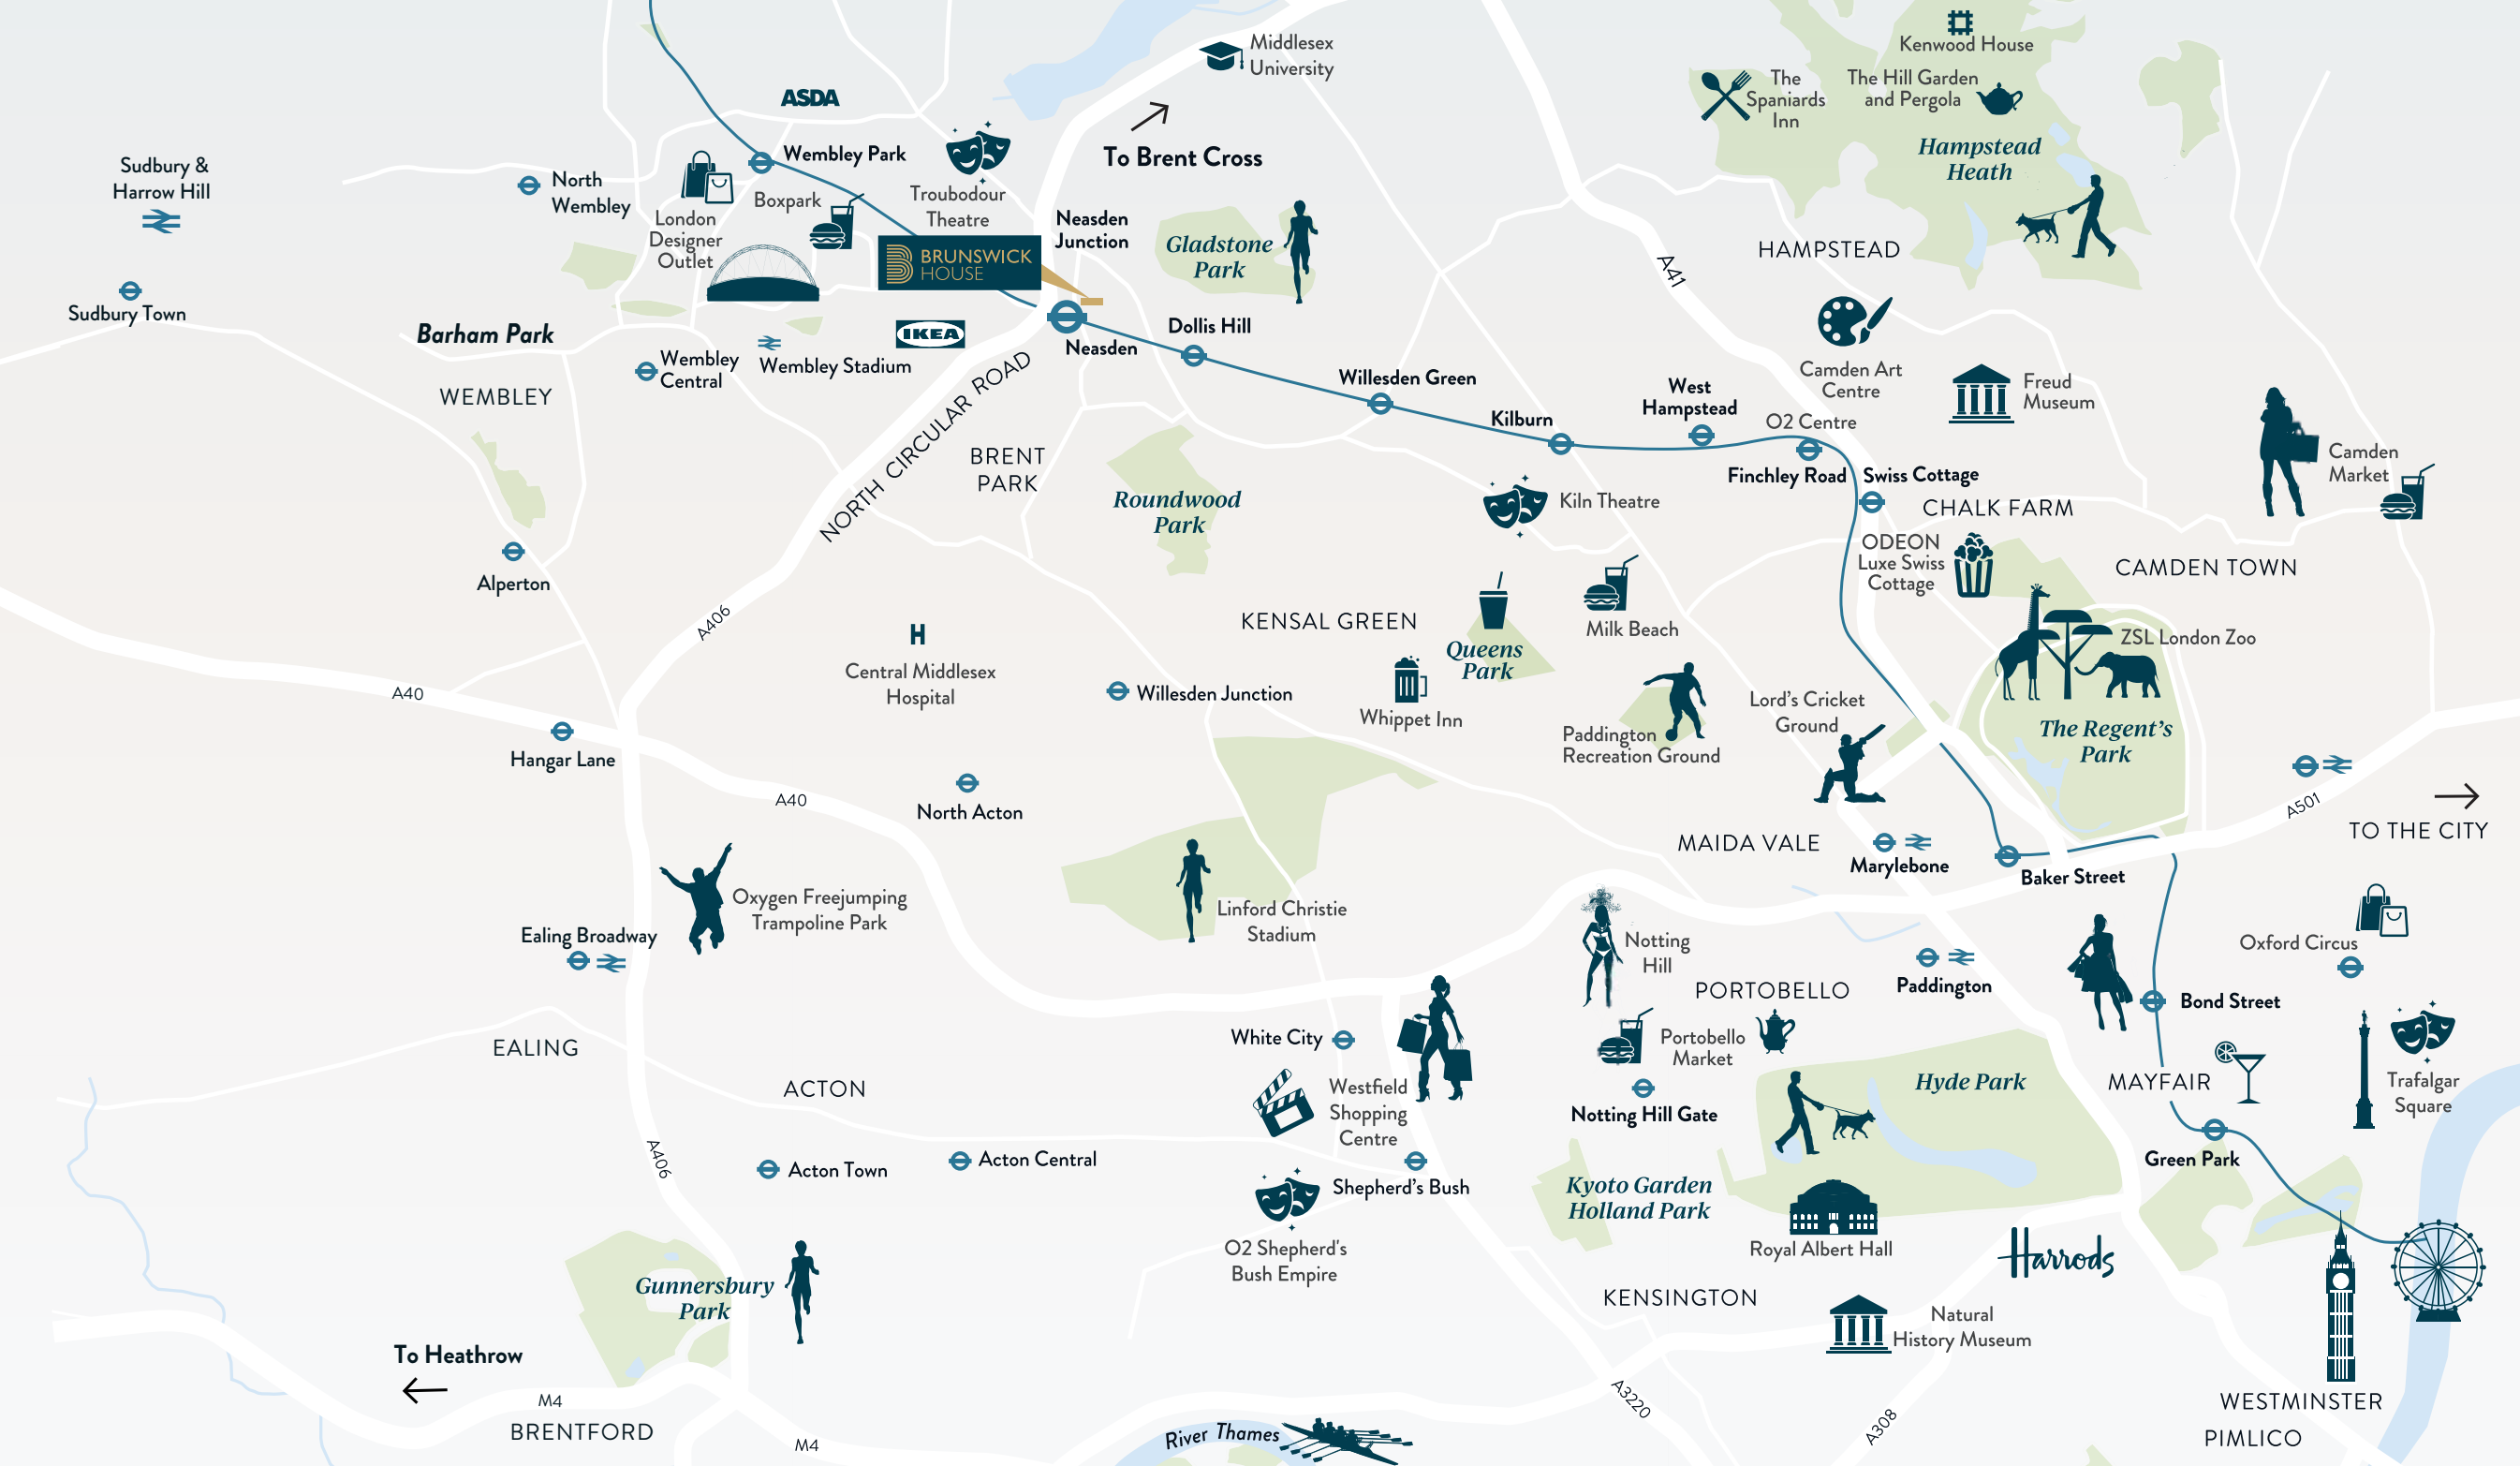 Middlesex
University
Kenwood House
The
Spaniards
Inn
The Hill Garden
and Pergola
Hampstead
Heath
ASDA
Wembley Park
To Brent Cross
Sudbury &
Harrow Hill
North
Wembley
London
Designer
Outlet
Boxpark
Troubodour
Theatre
Neasden
Junction
BRUNSWICK
HOUSE
Gladstone
Park
HAMPSTEAD
A41
Sudbury Town
Barham Park
WEMBLEY
Wembley
Central
Wembley Stadium
IKEA
Neasden
Dollis Hill
NORTH CIRCULAR ROAD
Willesden Green
Kilburn
West
Hampstead
O2 Centre
Finchley Road
Swiss Cottage
Camden Art
Centre
Freud
Museum
Camden
Market
BRENT
PARK
Roundwood
Park
Kiln Theatre
CHALK FARM
ODEON
Luxe Swiss
Cottage
CAMDEN TOWN
Alperton
A406
H
Central Middlesex
Hospital
KENSAL GREEN
Queens
Park
Milk Beach
ZSL London Zoo
A40
Willesden Junction
Whippet Inn
Paddington
Recreation Ground
Lord's Cricket
Ground
The Regent's
Park
Hangar Lane
A40
North Acton
A501
TO THE CITY
MAIDA VALE
Marylebone
Baker Street
Oxygen Freejumping
Trampoline Park
Linford Christie
Stadium
Ealing Broadway
Notting
Hill
Oxford Circus
PORTOBELLO
Paddington
Bond Street
EALING
White City
Portobello
Market
ACTON
Westfield
Shopping
Centre
Notting Hill Gate
Hyde Park
MAYFAIR
Trafalgar
Square
A406
Acton Town
Acton Central
Shepherd's Bush
Green Park
Kyoto Garden
Holland Park
O2 Shepherd's
Bush Empire
Royal Albert Hall
Harrods
Gunnersbury
Park
KENSINGTON
Natural
History Museum
To Heathrow
M4
BRENTFORD
M4
River Thames
A3220
A308
WESTMINSTER
PIMLICO